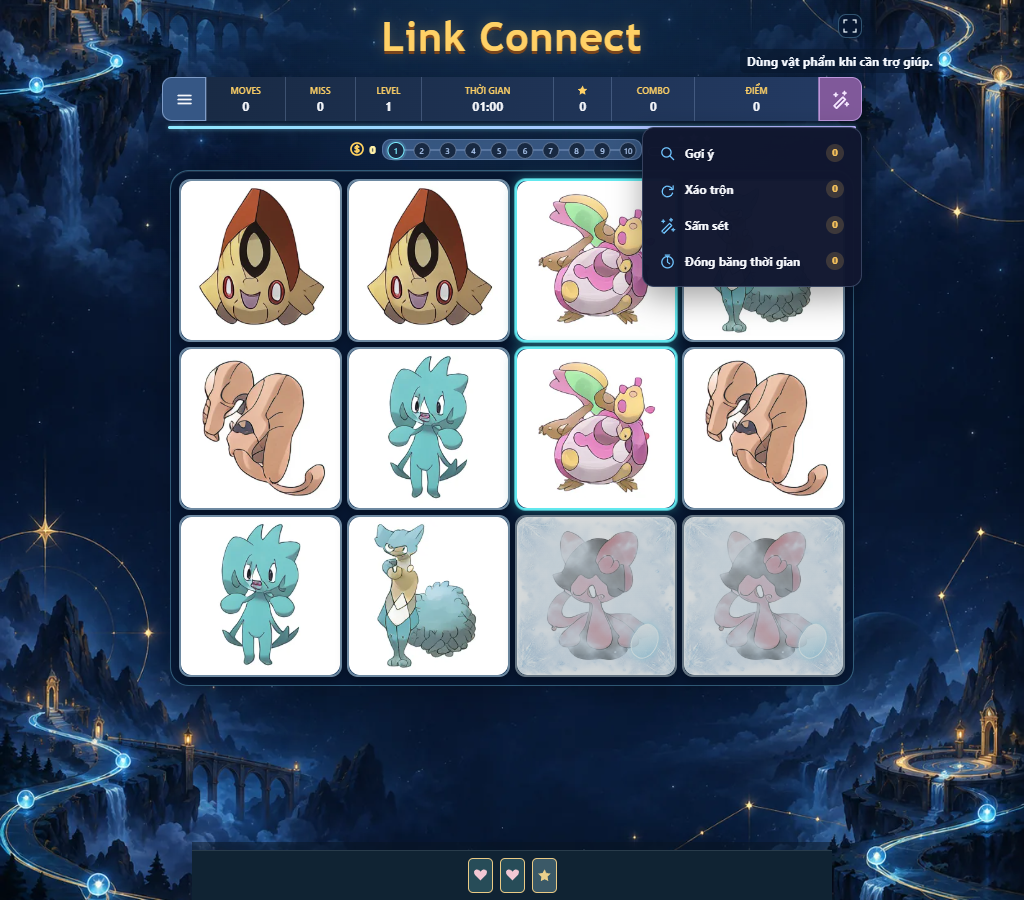 Link Connect
Dùng vật phẩm khi cần trợ giúp.
MOVES MISS LEVEL THỜI GIAN COMBO ĐIỂM
0 0 1 01:00 0 0 0
$ 0 1 2 3 4 5 6 7 8 9 10
Gợi ý 0
Xáo trộn 0
Sấm sét 0
Đóng băng thời gian 0